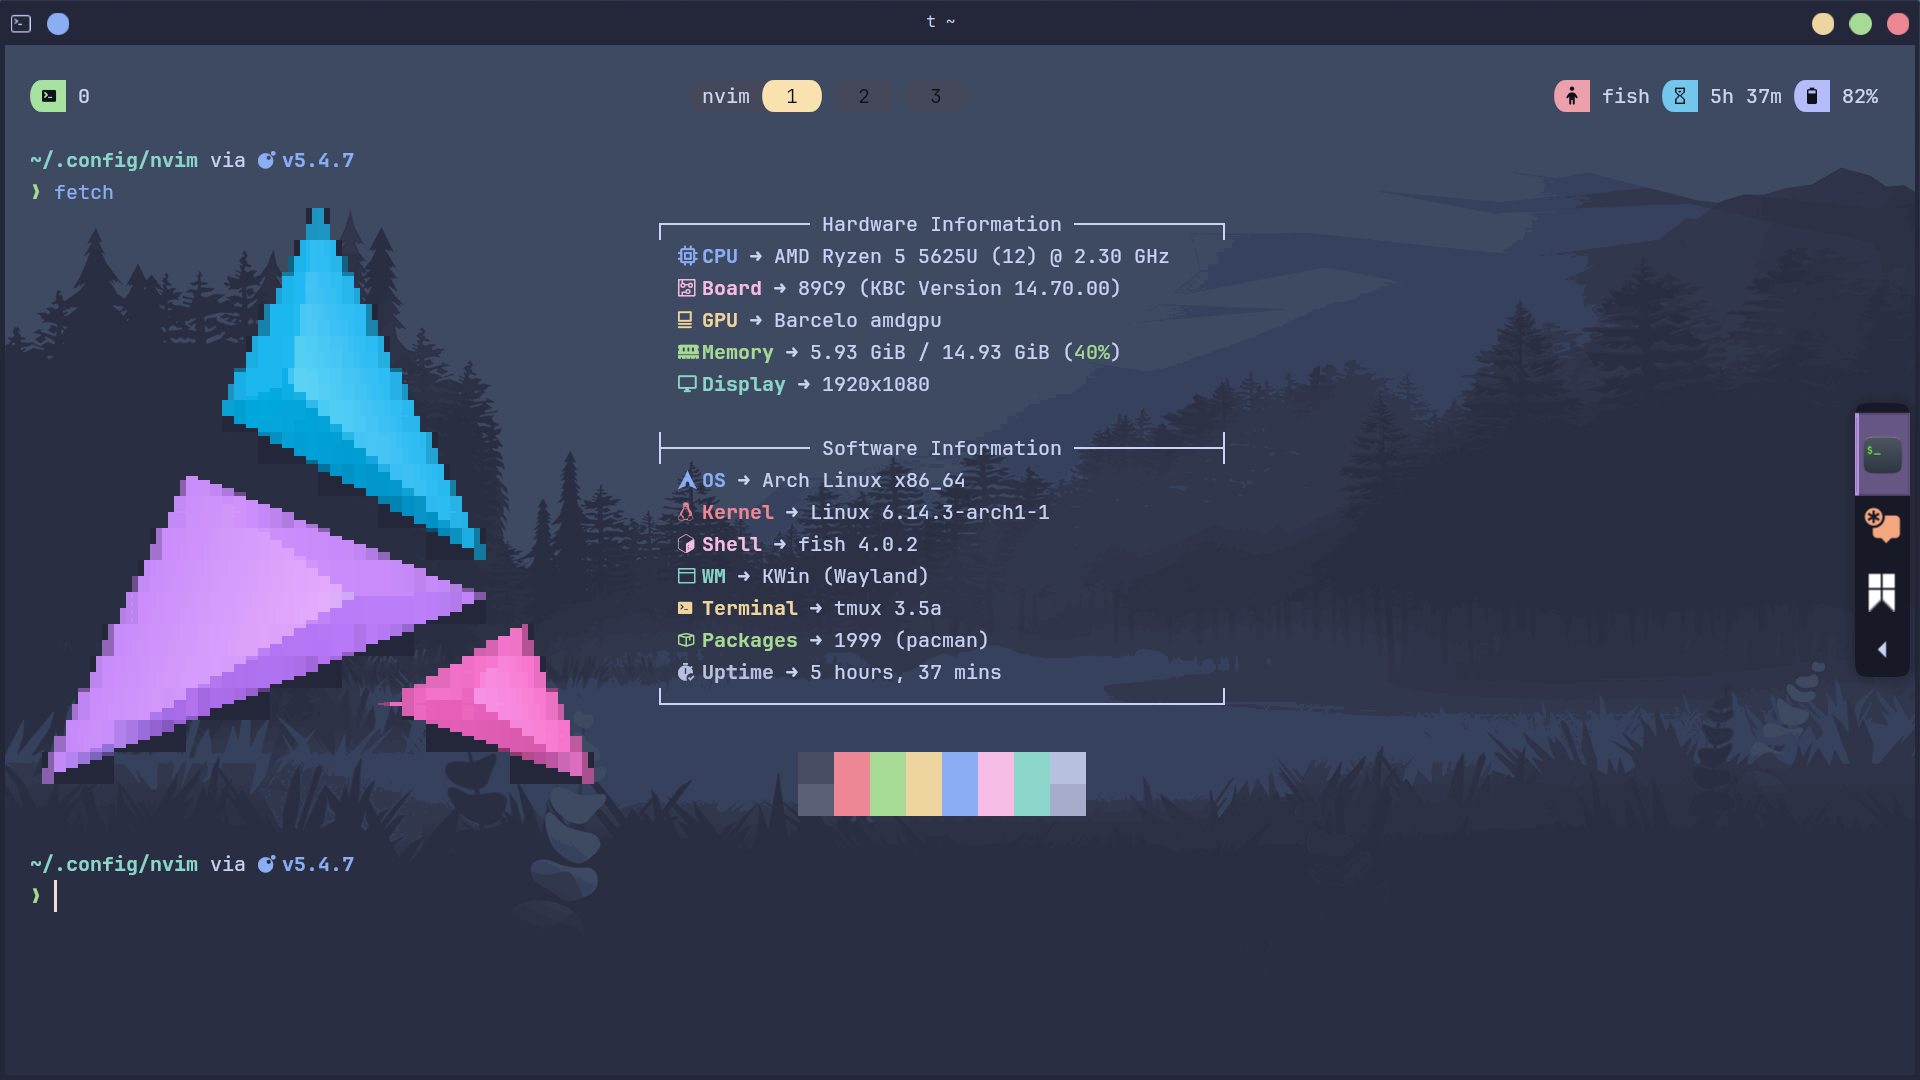 t ~
0 nvim 1 2 3 fish 5h 37m 82%
~/.config/nvim via v5.4.7
❯ fetch
Hardware Information
CPU ➜ AMD Ryzen 5 5625U (12) @ 2.30 GHz
Board ➜ 89C9 (KBC Version 14.70.00)
GPU ➜ Barcelo amdgpu
Memory ➜ 5.93 GiB / 14.93 GiB (40%)
Display ➜ 1920x1080
Software Information
OS ➜ Arch Linux x86_64
Kernel ➜ Linux 6.14.3-arch1-1
Shell ➜ fish 4.0.2
WM ➜ KWin (Wayland)
Terminal ➜ tmux 3.5a
Packages ➜ 1999 (pacman)
Uptime ➜ 5 hours, 37 mins
~/.config/nvim via v5.4.7
❯
$_